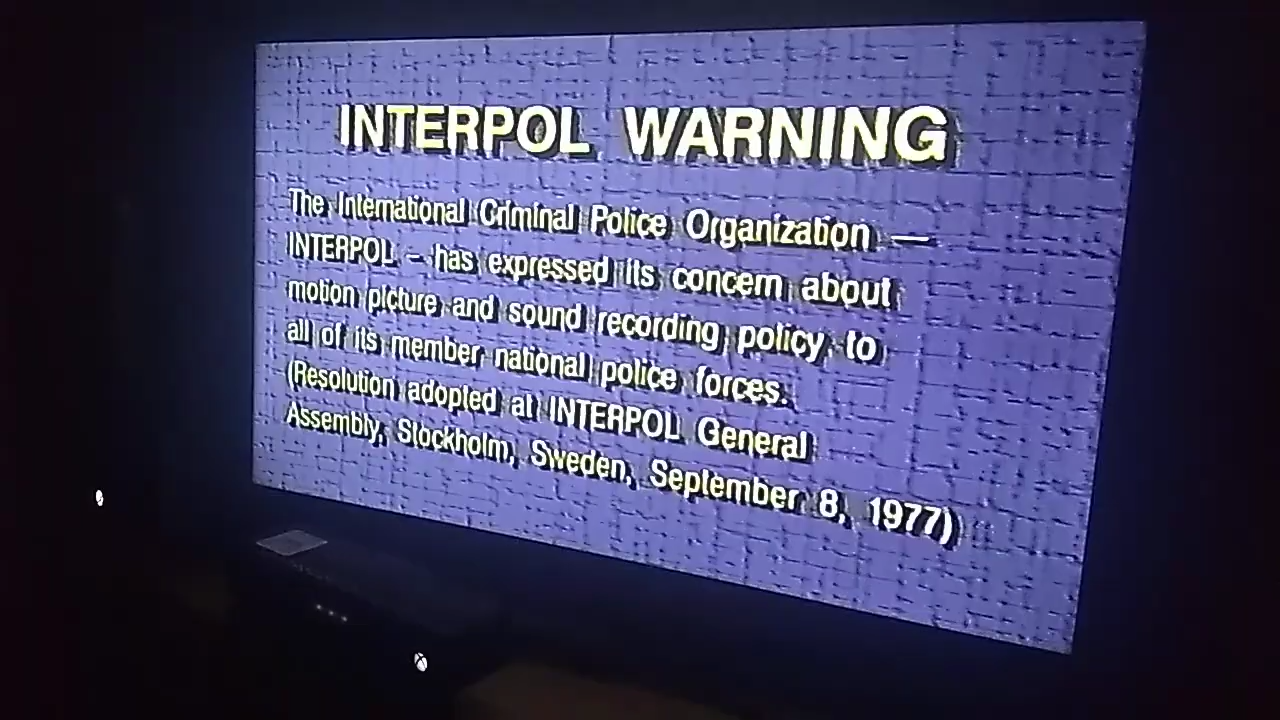 INTERPOL WARNING
The International Criminal Police Organization —
INTERPOL – has expressed its concern about
motion picture and sound recording policy to
all of its member national police forces.
(Resolution adopted at INTERPOL General
Assembly, Stockholm, Sweden, September 8, 1977)